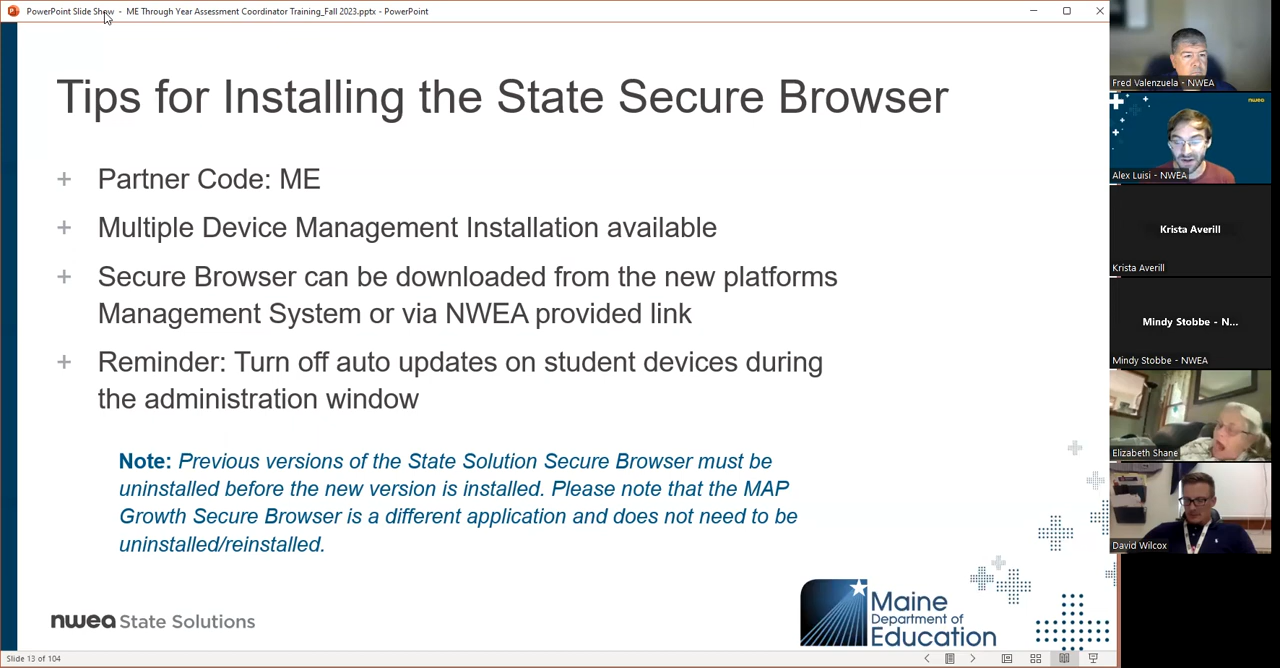 PowerPoint Slide Show - ME Through Year Assessment Coordinator Training_Fall 2023.pptx - PowerPoint
Tips for Installing the State Secure Browser
+ Partner Code: ME
+ Multiple Device Management Installation available
+ Secure Browser can be downloaded from the new platforms
Management System or via NWEA provided link
+ Reminder: Turn off auto updates on student devices during
the administration window
Note: Previous versions of the State Solution Secure Browser must be
uninstalled before the new version is installed. Please note that the MAP
Growth Secure Browser is a different application and does not need to be
uninstalled/reinstalled.
nwea State Solutions
Maine
Department of
Education
Slide 13 of 104
Fred Valenzuela - NWEA
nwea
Alex Luisi - NWEA
Krista Averill
Krista Averill
Mindy Stobbe - N...
Mindy Stobbe - NWEA
Elizabeth Shane
David Wilcox